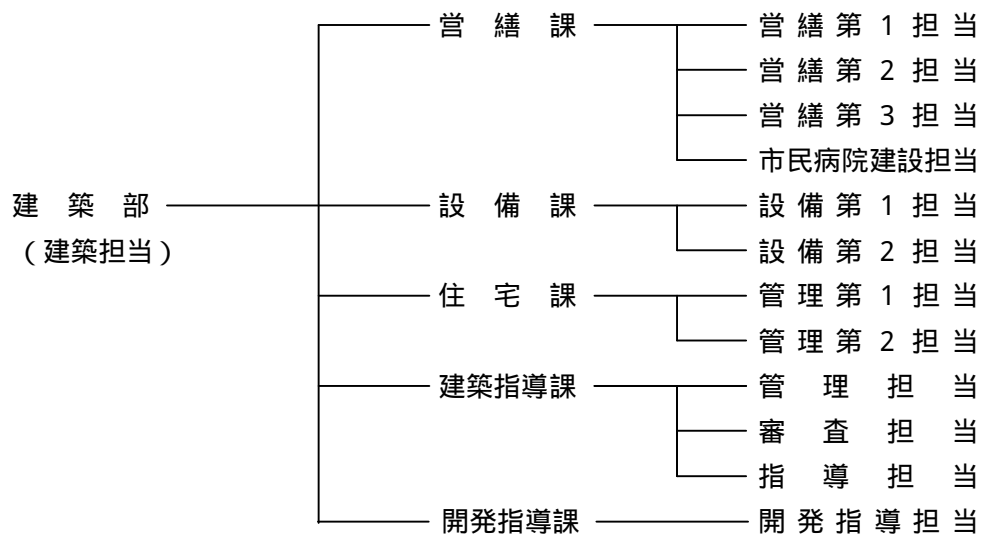 営繕課 営繕第1担当
営繕第2担当
営繕第3担当
市民病院建設担当
建築部 設備課 設備第1担当
（建築担当） 設備第2担当
住宅課 管理第1担当
管理第2担当
建築指導課 管理担当
審査担当
指導担当
開発指導課 開発指導担当